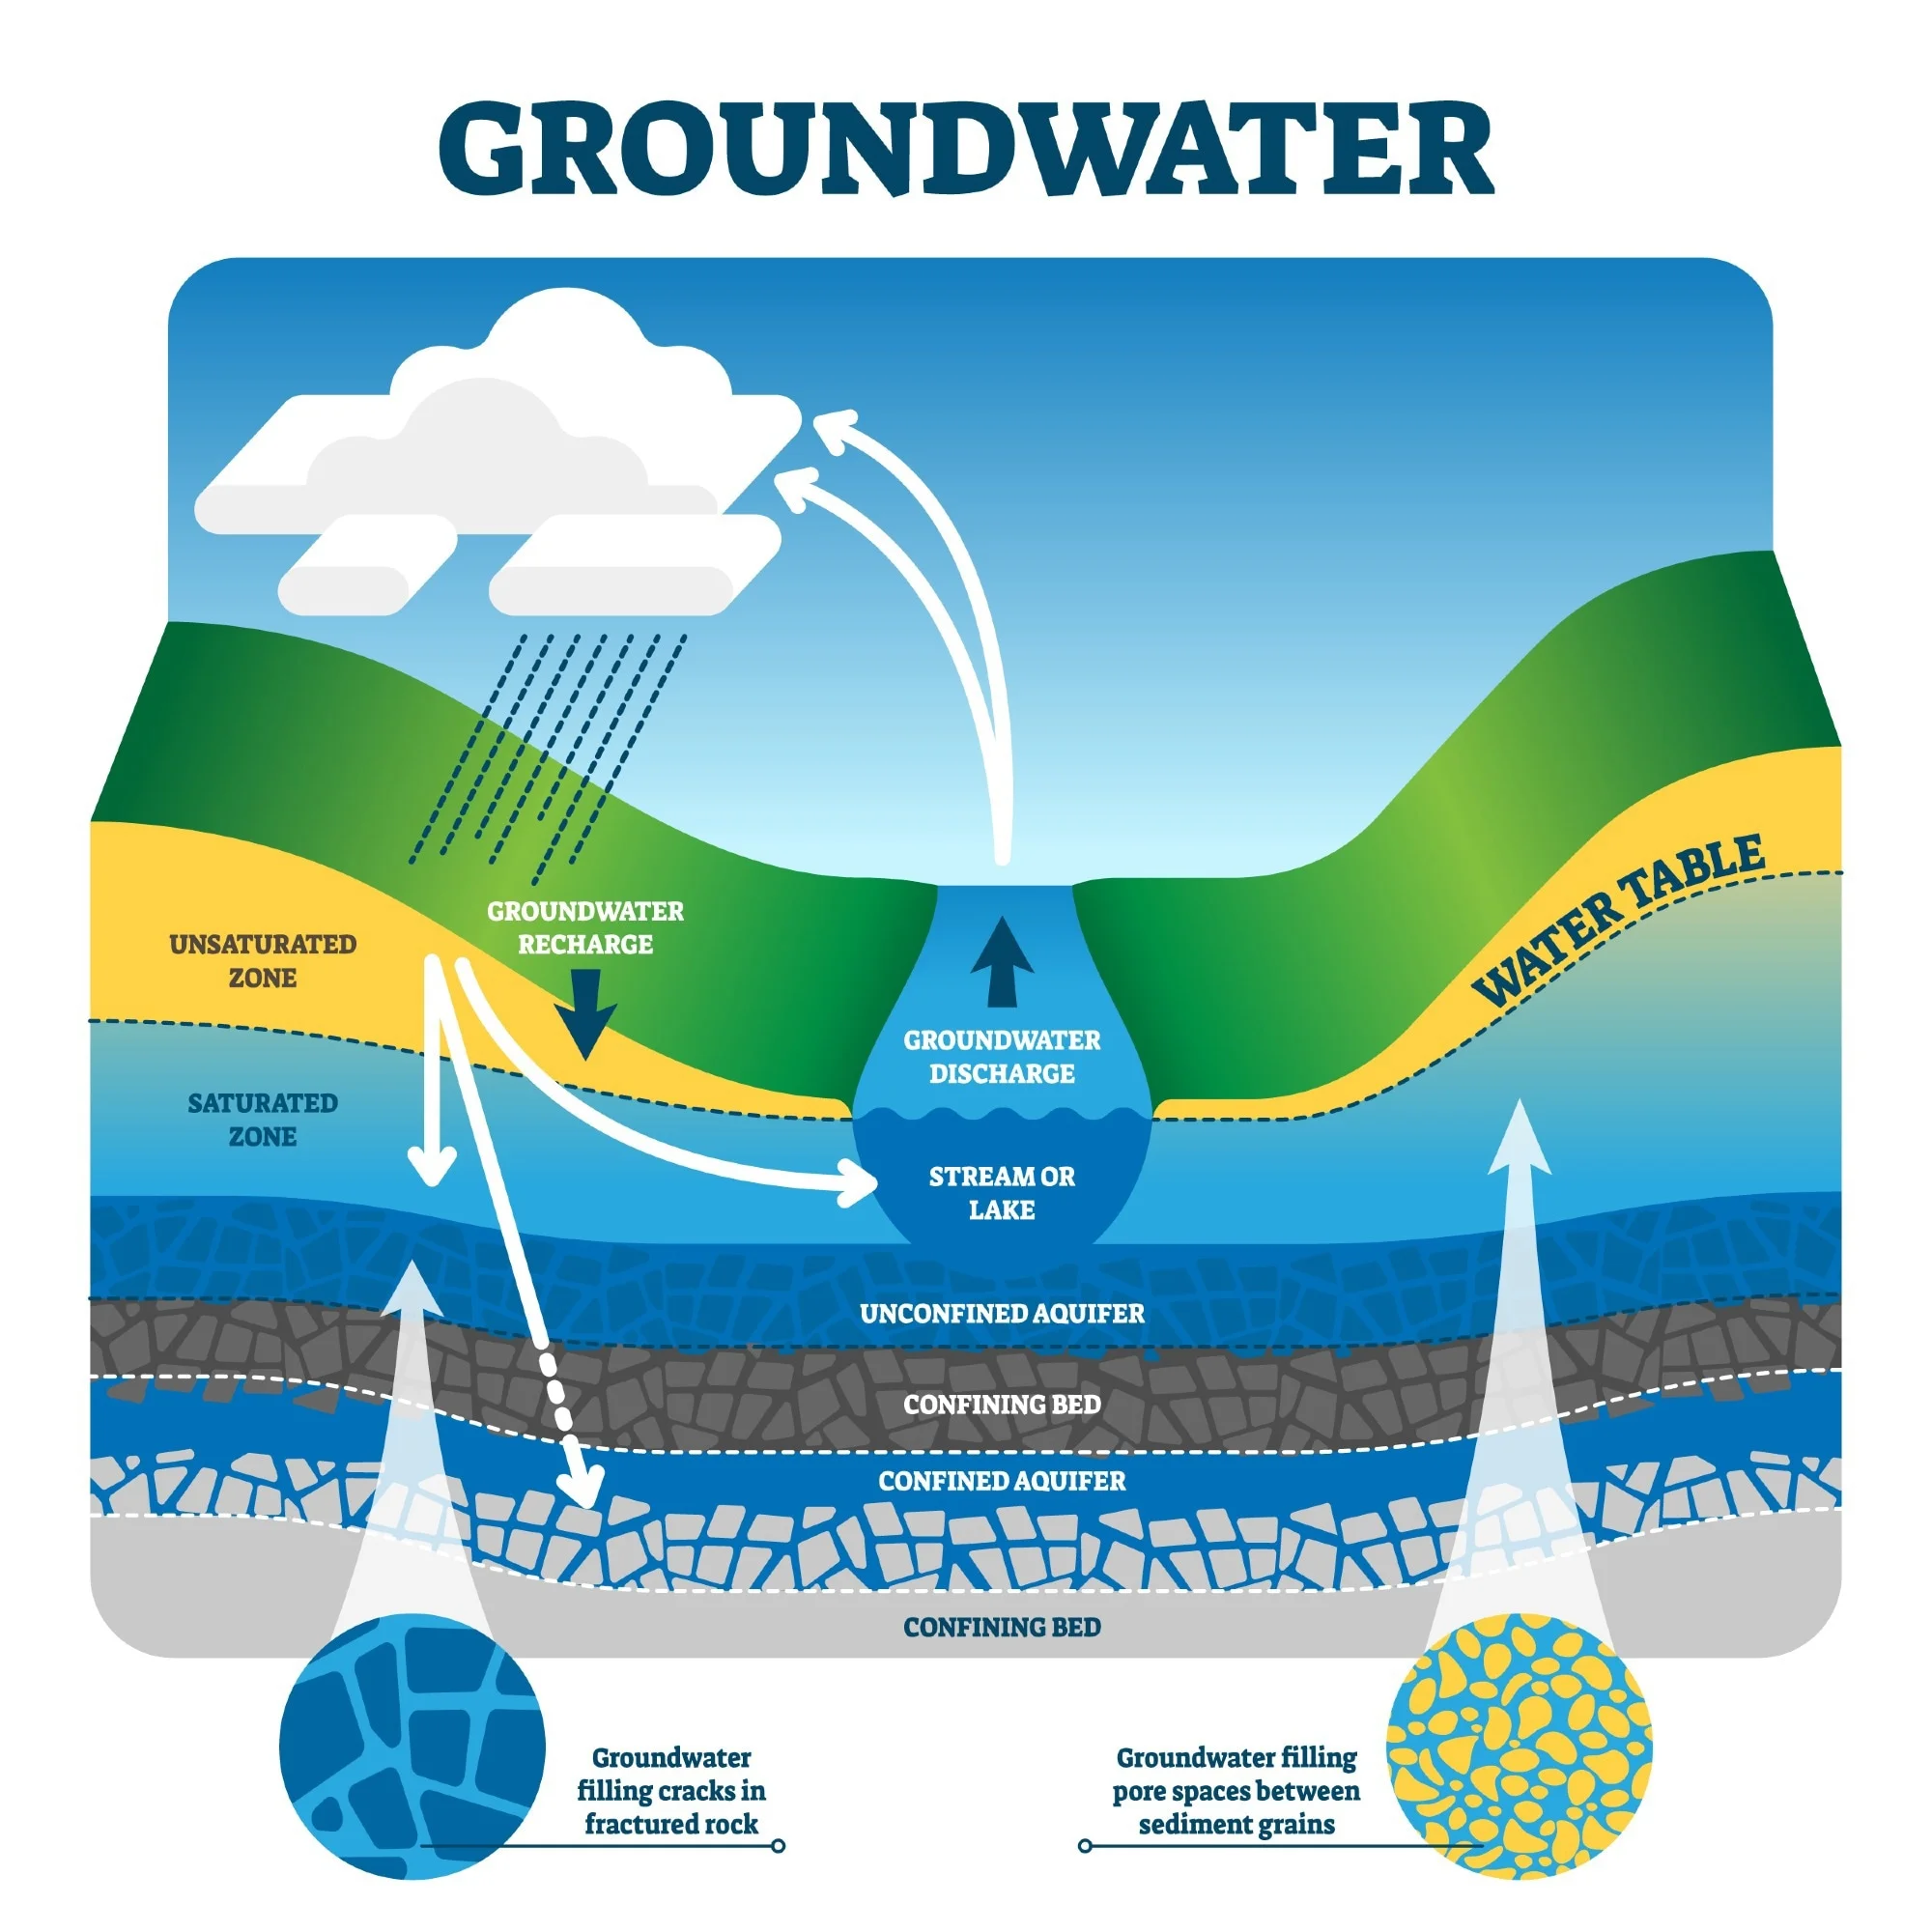 GROUNDWATER
WATER TABLE
GROUNDWATER
RECHARGE
UNSATURATED
ZONE
GROUNDWATER
DISCHARGE
SATURATED
ZONE
STREAM OR
LAKE
UNCONFINED AQUIFER
CONFINING BED
CONFINED AQUIFER
CONFINING BED
Groundwater
filling cracks in
fractured rock
Groundwater filling
pore spaces between
sediment grains